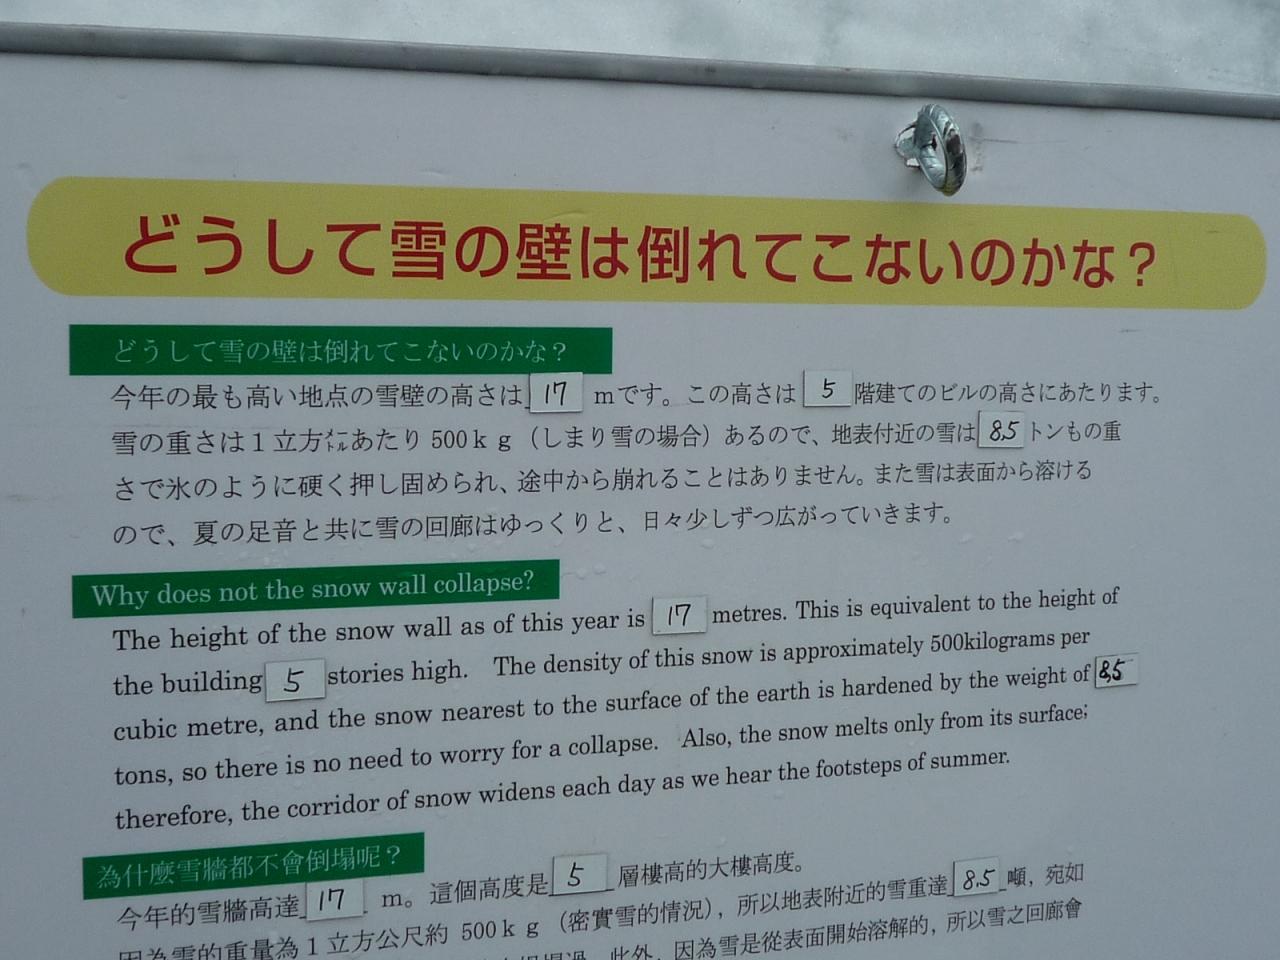 どうして雪の壁は倒れてこないのかな？
どうして雪の壁は倒れてこないのかな？
今年の最も高い地点の雪壁の高さは 17 mです。この高さは 5 階建てのビルの高さにあたります。
雪の重さは1立方㍍あたり500kg（しまり雪の場合）あるので、地表付近の雪は 8.5 トンもの重
さで氷のように硬く押し固められ、途中から崩れることはありません。また雪は表面から溶ける
ので、夏の足音と共に雪の回廊はゆっくりと、日々少しずつ広がっていきます。
Why does not the snow wall collapse?
The height of the snow wall as of this year is 17 metres. This is equivalent to the height of
the building 5 stories high. The density of this snow is approximately 500kilograms per
cubic metre, and the snow nearest to the surface of the earth is hardened by the weight of 8.5
tons, so there is no need to worry for a collapse. Also, the snow melts only from its surface;
therefore, the corridor of snow widens each day as we hear the footsteps of summer.
為什麼雪牆都不會倒塌呢？
今年的雪牆高達 17 m。這個高度是 5 層樓高的大樓高度。
因為雪的重量為1立方公尺約 500kg（密實雪的情況），所以地表附近的雪重達 8.5 噸，宛如
此外，因為雪是從表面開始溶解的，所以雪之回廊會